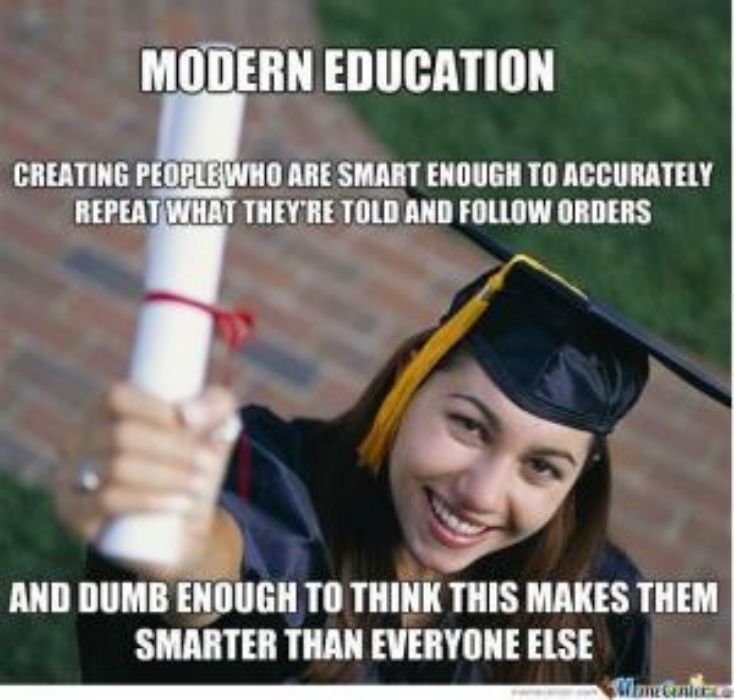 MODERN EDUCATION
CREATING PEOPLE WHO ARE SMART ENOUGH TO ACCURATELY
REPEAT WHAT THEY'RE TOLD AND FOLLOW ORDERS
AND DUMB ENOUGH TO THINK THIS MAKES THEM
SMARTER THAN EVERYONE ELSE